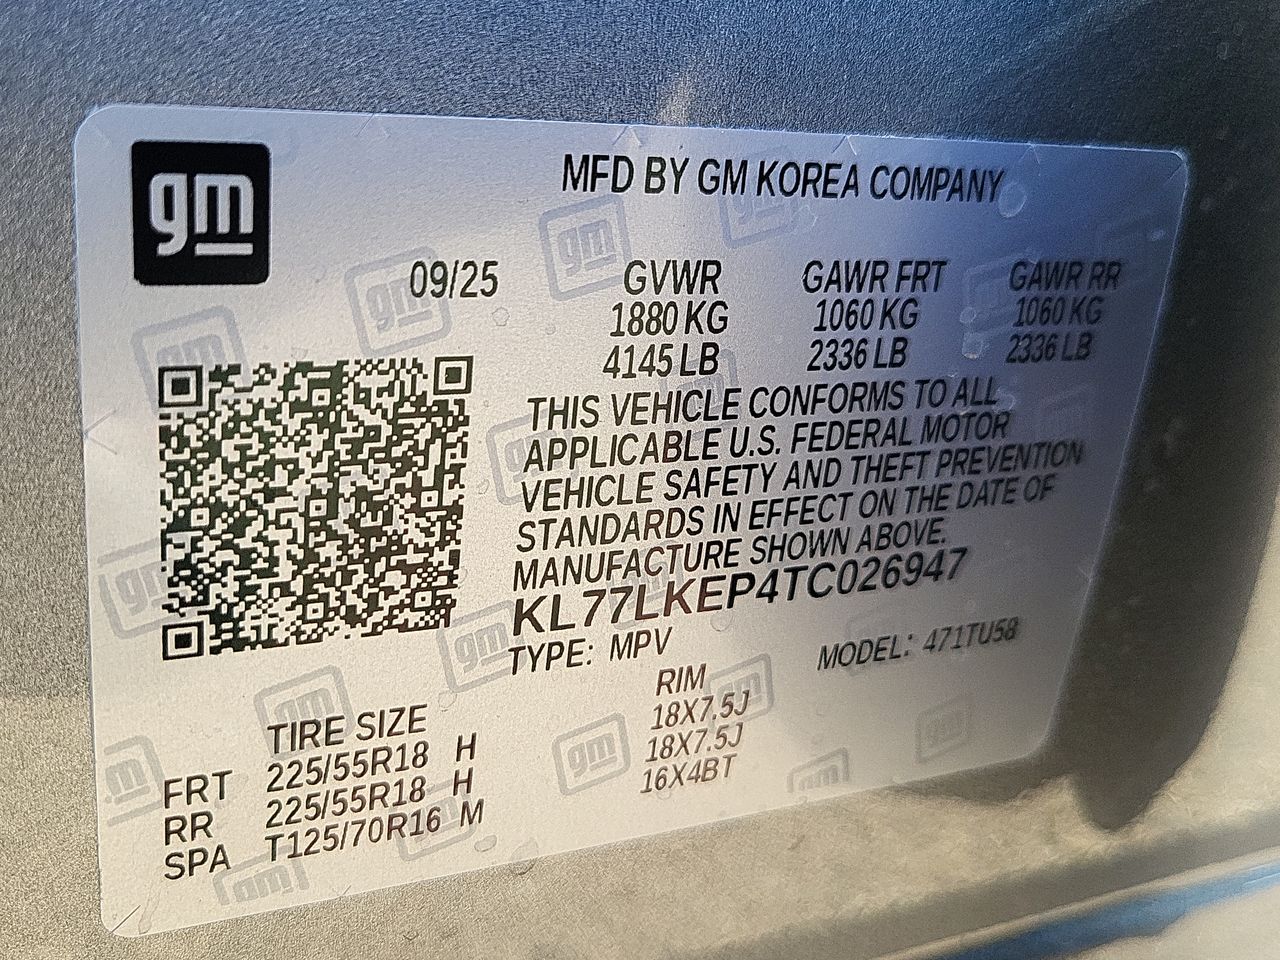 gm
MFD BY GM KOREA COMPANY
09/25 GVWR GAWR FRT GAWR RR
1880 KG 1060 KG 1060 KG
4145 LB 2336 LB 2336 LB
THIS VEHICLE CONFORMS TO ALL
APPLICABLE U.S. FEDERAL MOTOR
VEHICLE SAFETY AND THEFT PREVENTION
STANDARDS IN EFFECT ON THE DATE OF
MANUFACTURE SHOWN ABOVE.
KL77LKEP4TC026947
TYPE: MPV MODEL: 471TU58
TIRE SIZE RIM
FRT 225/55R18 H 18X7.5J
RR 225/55R18 H 18X7.5J
SPA T125/70R16 M 16X4BT